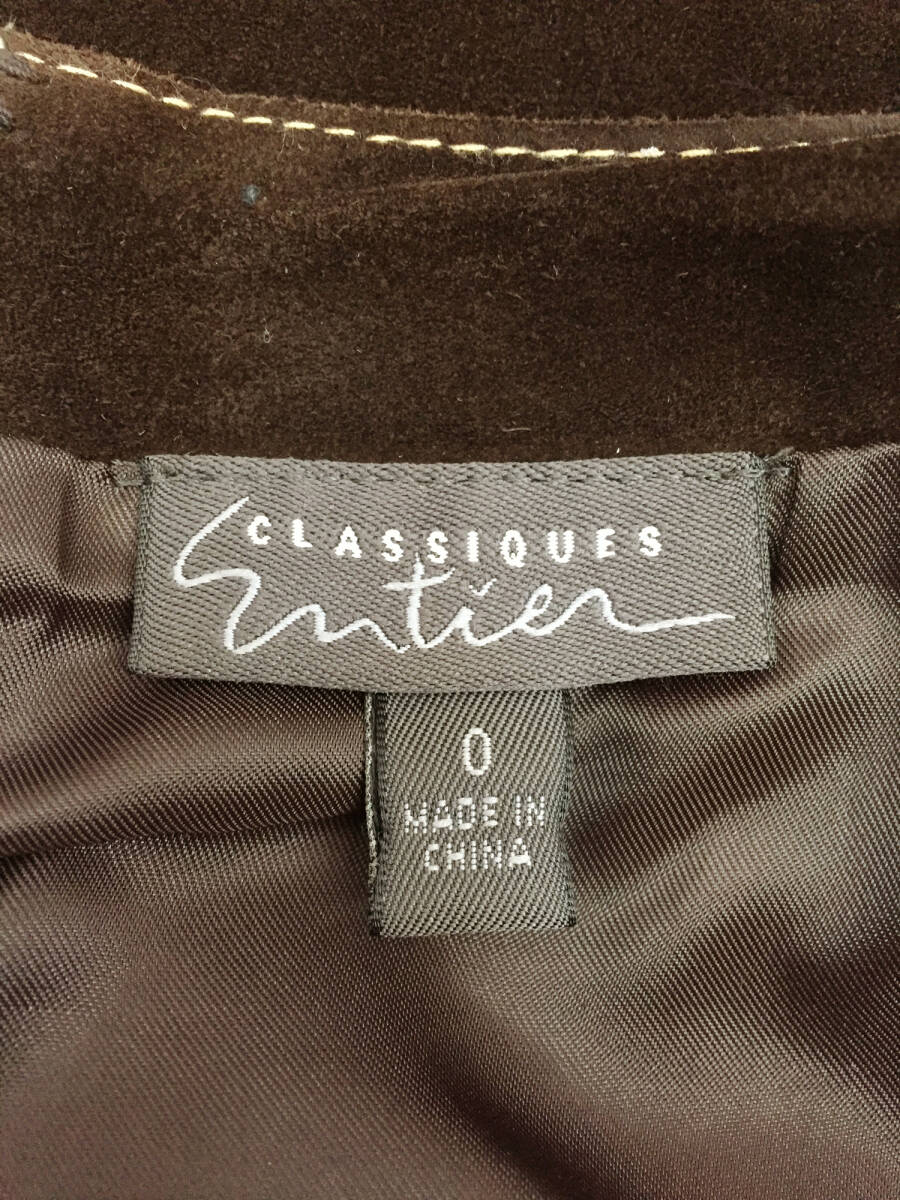 CLASSIQUES
Entier
0
MADE IN
CHINA